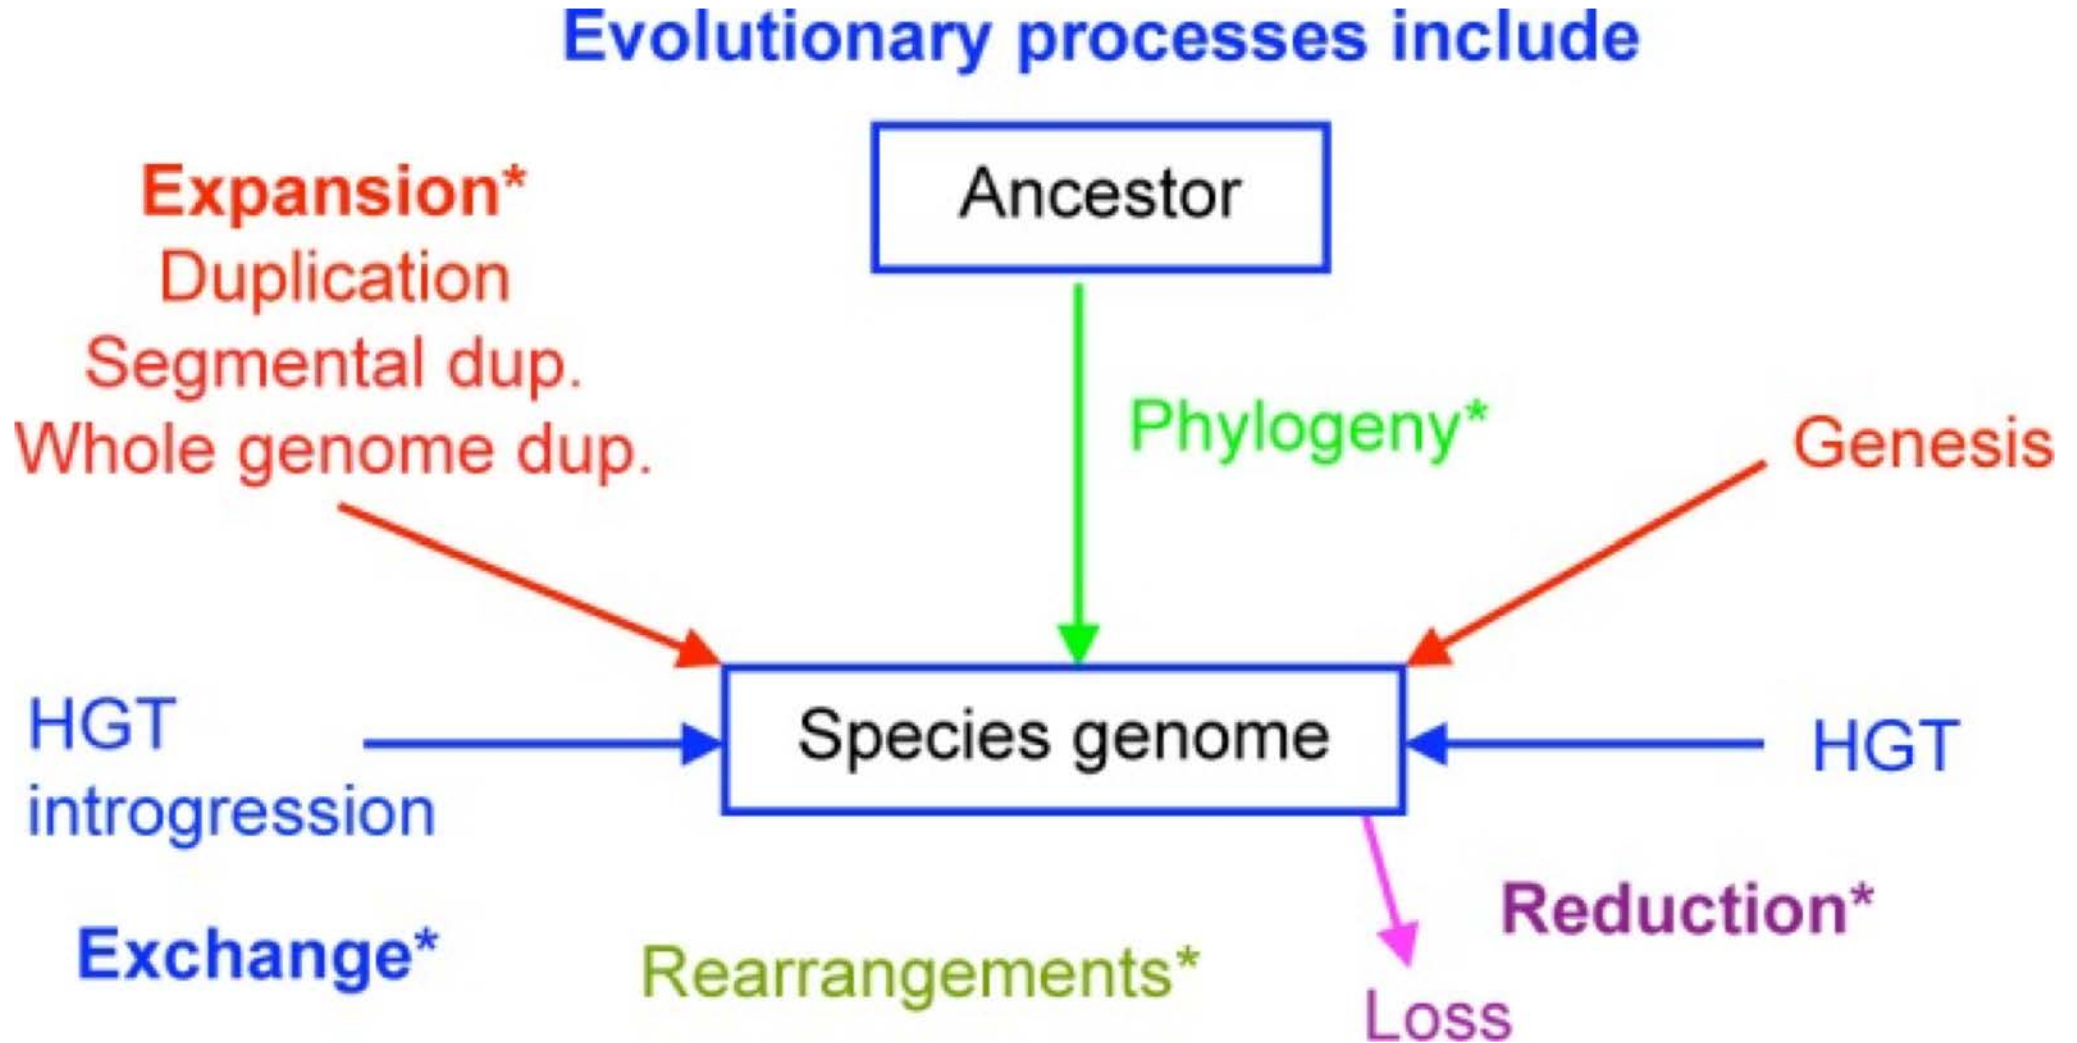 Evolutionary processes include
Ancestor
Expansion*
Duplication
Segmental dup.
Whole genome dup.
Phylogeny*
Genesis
HGT
introgression
Species genome
HGT
Exchange*
Rearrangements*
Reduction*
Loss